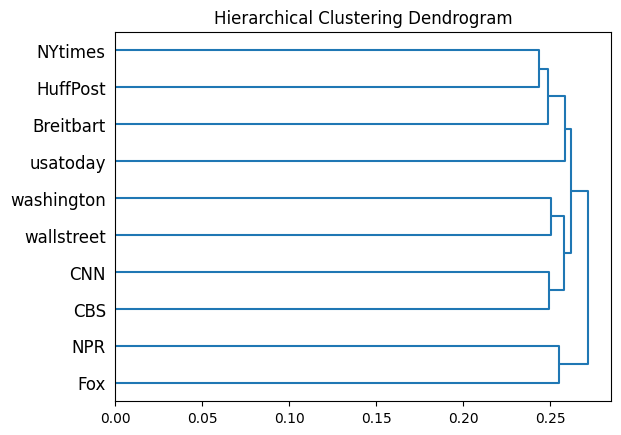 Hierarchical Clustering Dendrogram
NYtimes
HuffPost
Breitbart
usatoday
washington
wallstreet
CNN
CBS
NPR
Fox
0.00 0.05 0.10 0.15 0.20 0.25